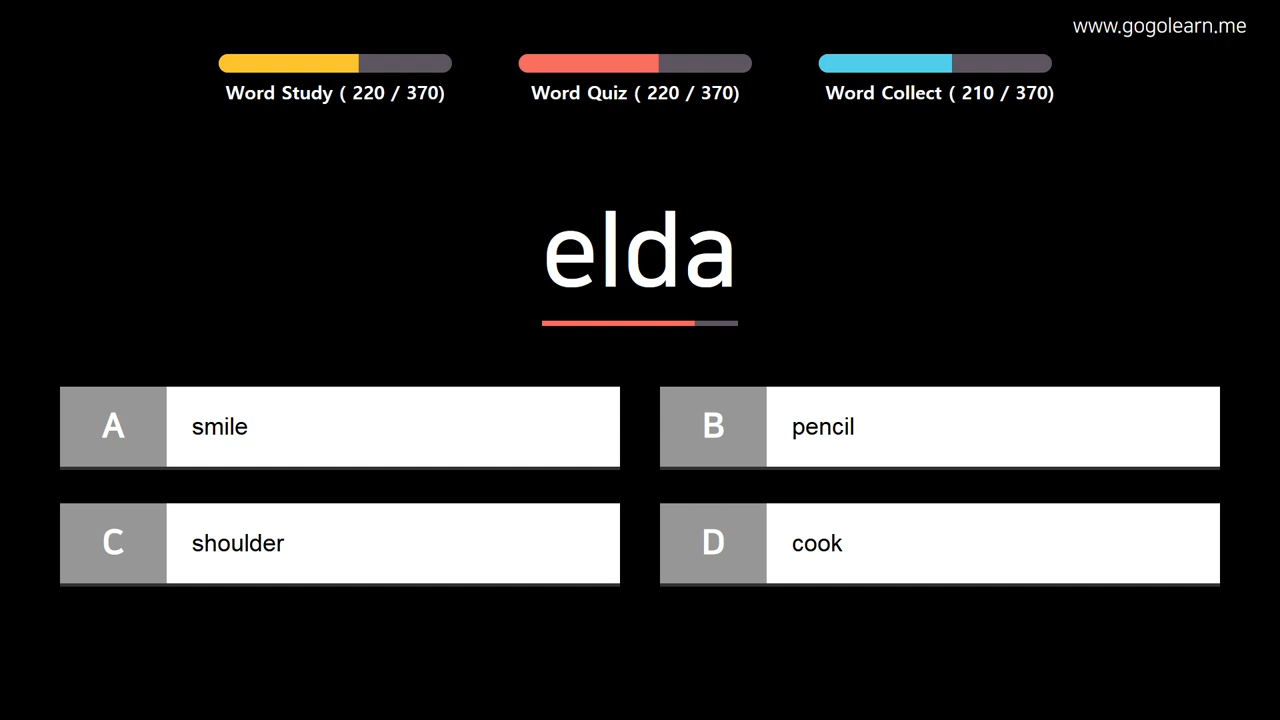 www.gogolearn.me
Word Study ( 220 / 370)
Word Quiz ( 220 / 370)
Word Collect ( 210 / 370)
elda
A smile
B pencil
C shoulder
D cook